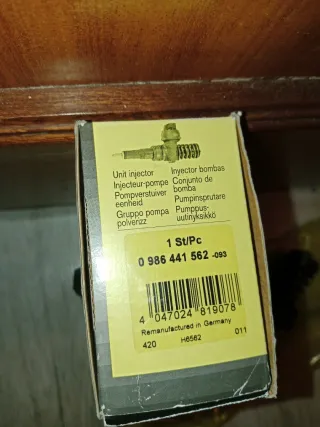 Unit injector
Injecteur-pompe
Pompverstuiver
eenheid
Gruppo pompa
polverizz
Injector bombas
Conjunto de
bomba
Pumpinsprutare
Pumppus-
uutinyksikkö
1 St/Pc
0 986 441 562 -093
4 047024 819078
Remanufactured in Germany
420 H6562 011